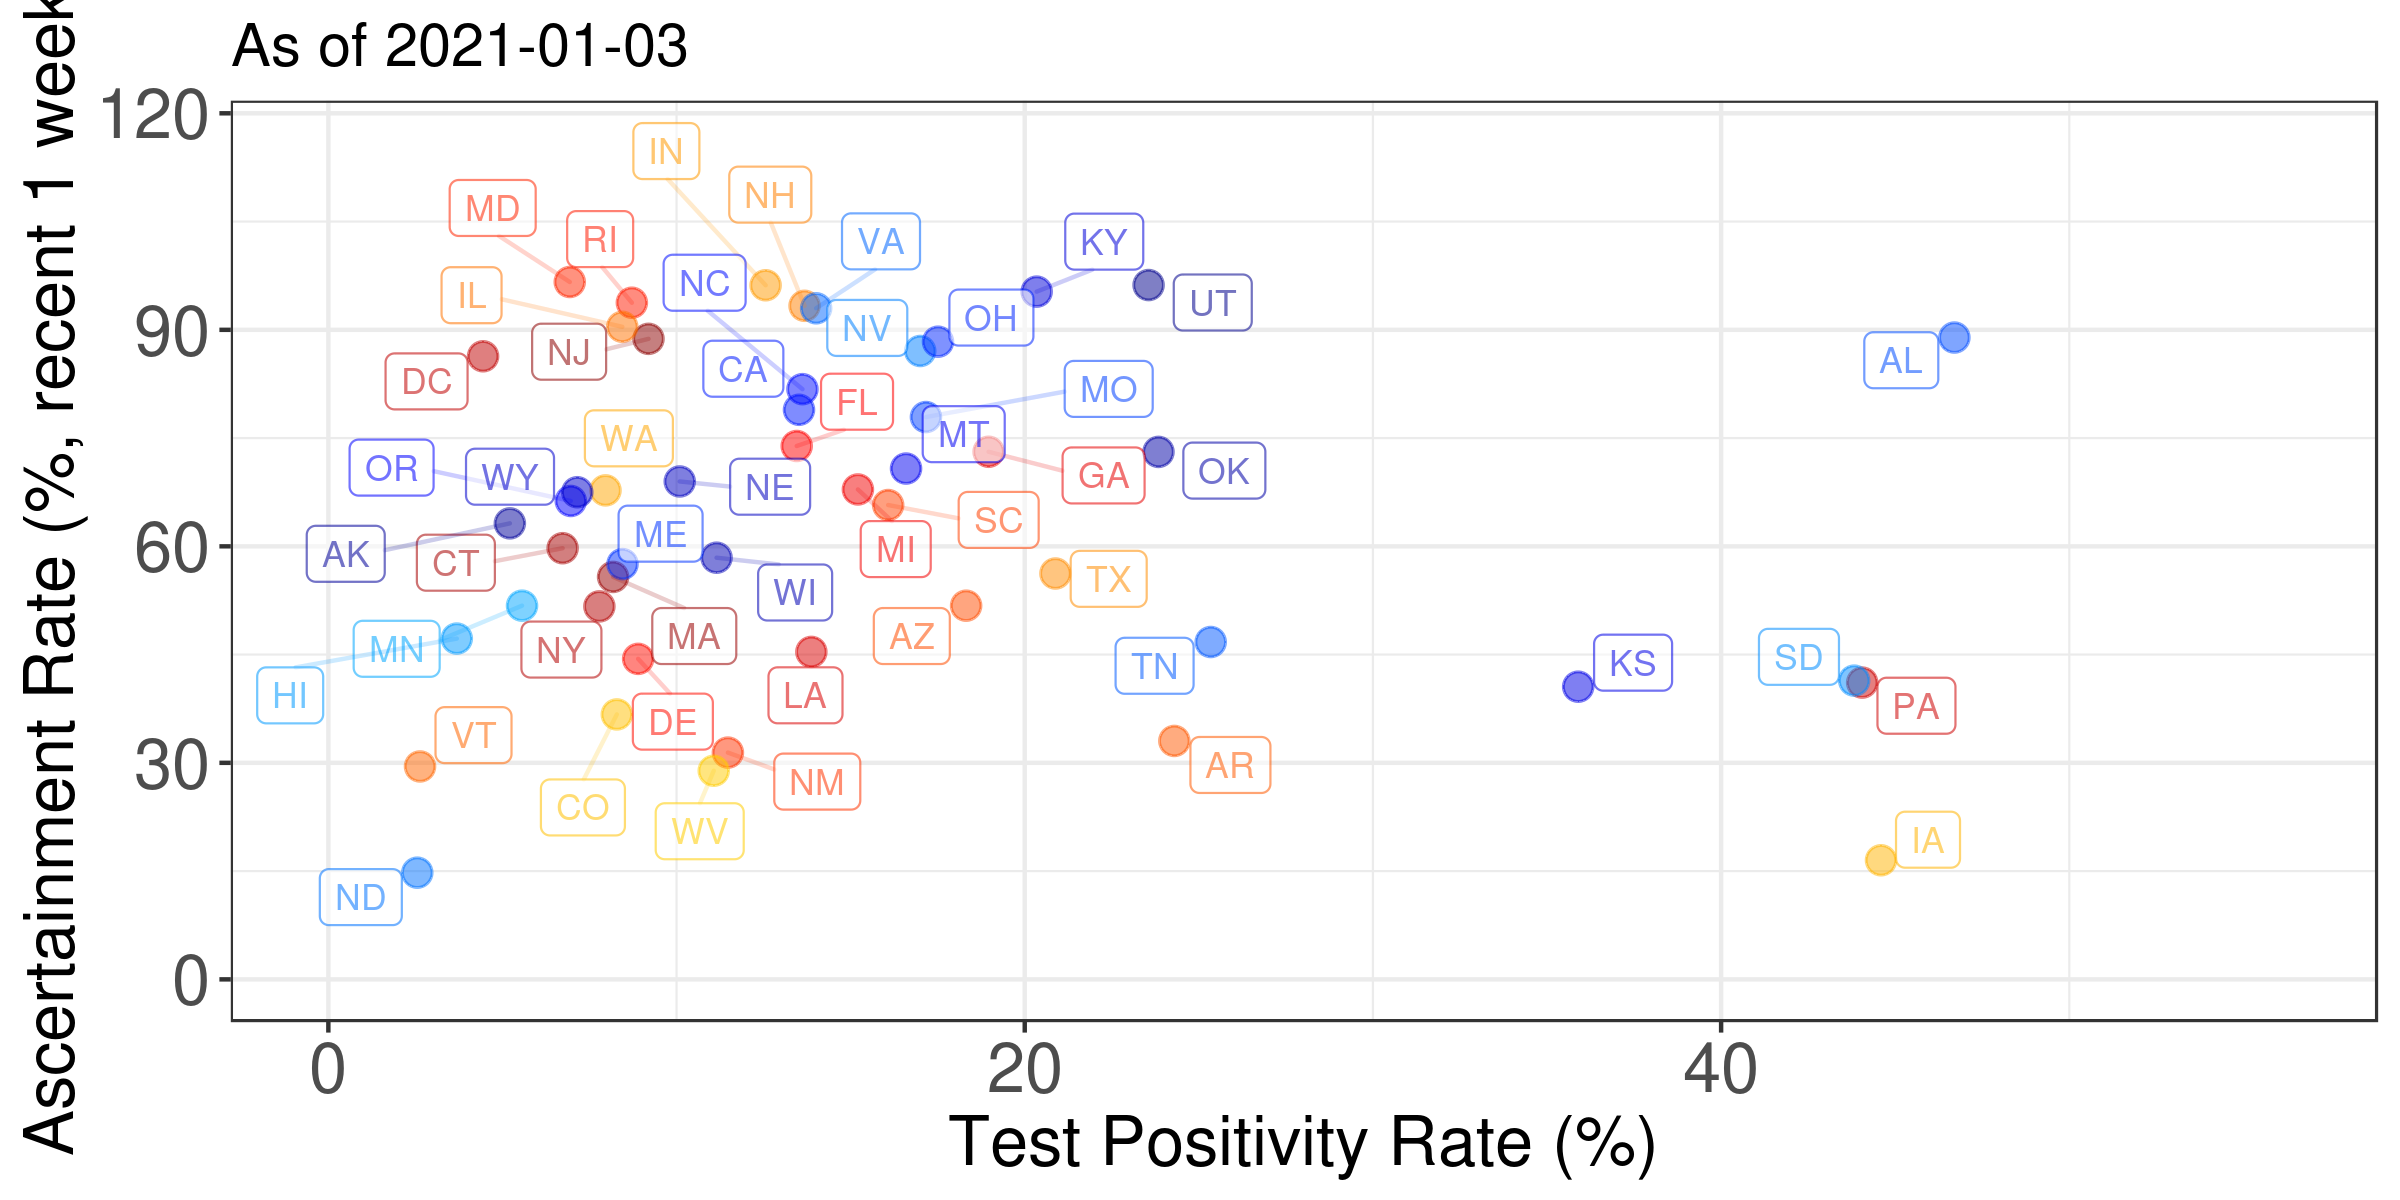 As of 2021-01-03
Ascertainment Rate (%, recent 1 week
120
90
60
30
0
IN
NH
MD
RI
VA
KY
NC
IL
UT
OH
NV
NJ
AL
DC
CA
MO
FL
WA
MT
OR
WY
GA
OK
NE
SC
ME
AK
CT
MI
TX
WI
MN
NY
MA
AZ
TN
KS
SD
HI
LA
PA
VT
DE
AR
NM
CO
WV
IA
ND
0
20
40
Test Positivity Rate (%)